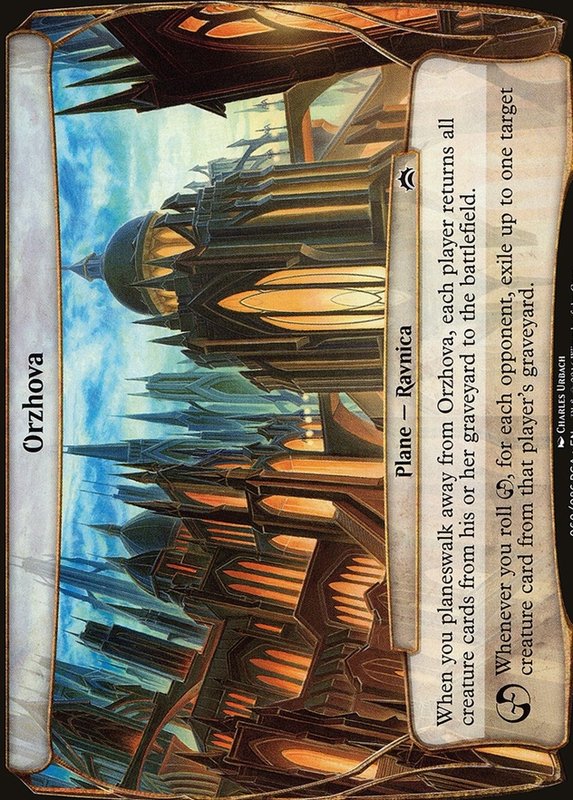 Orzhova
Plane — Ravnica
When you planeswalk away from Orzhova, each player returns all
creature cards from his or her graveyard to the battlefield.
Whenever you roll , for each opponent, exile up to one target
creature card from that player's graveyard.
Charles Urbach